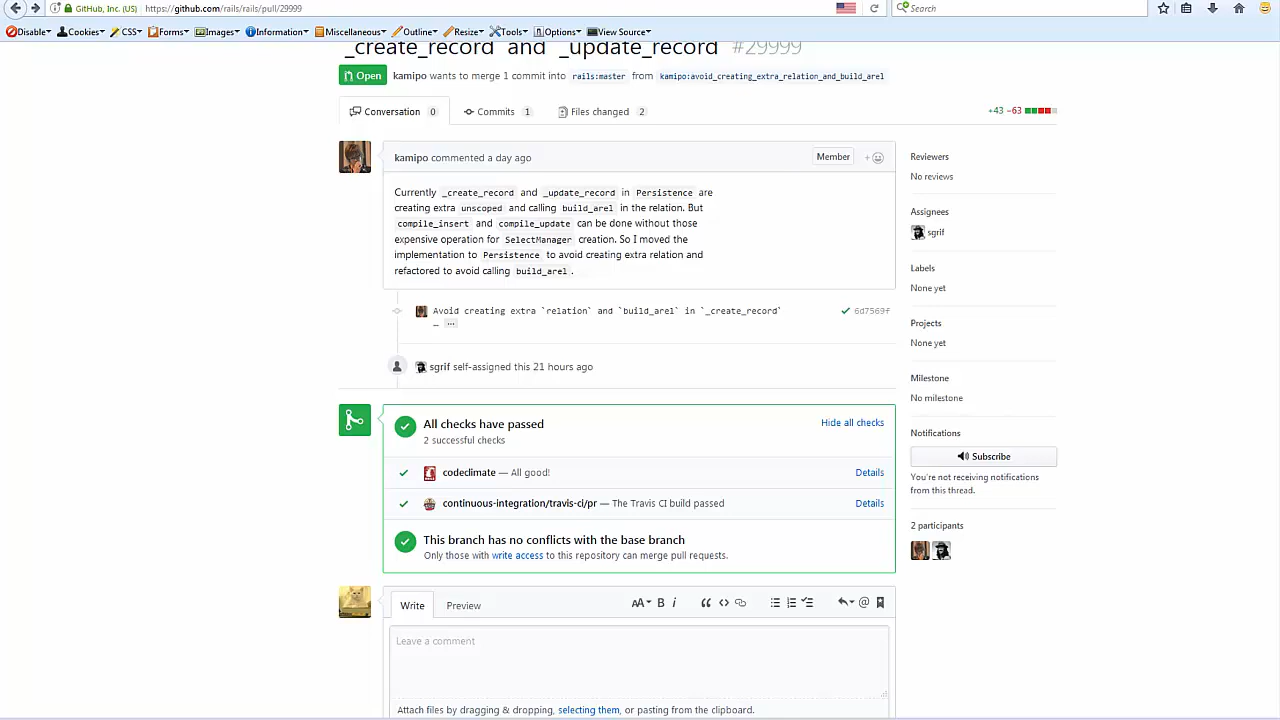 GitHub, Inc. (US) https://github.com/rails/rails/pull/29999 Search
Disable Cookies CSS Forms Images Information Miscellaneous Outline Resize Tools Options View Source
_create_record and _update_record #29999
Open kamipo wants to merge 1 commit into rails:master from kamipo:avoid_creating_extra_relation_and_build_arel
Conversation 0 Commits 1 Files changed 2 +43 −63
kamipo commented a day ago Member +
Currently _create_record and _update_record in Persistence are
creating extra unscoped and calling build_arel in the relation. But
compile_insert and compile_update can be done without those
expensive operation for SelectManager creation. So I moved the
implementation to Persistence to avoid creating extra relation and
refactored to avoid calling build_arel.
Avoid creating extra `relation` and `build_arel` in `_create_record` 6d7569f
… ...
sgrif self-assigned this 21 hours ago
All checks have passed Hide all checks
2 successful checks
codeclimate — All good! Details
continuous-integration/travis-ci/pr — The Travis CI build passed Details
This branch has no conflicts with the base branch
Only those with write access to this repository can merge pull requests.
Write Preview AA B i
Leave a comment
Attach files by dragging & dropping, selecting them, or pasting from the clipboard.
Reviewers
No reviews
Assignees
sgrif
Labels
None yet
Projects
None yet
Milestone
No milestone
Notifications
Subscribe
You're not receiving notifications
from this thread.
2 participants